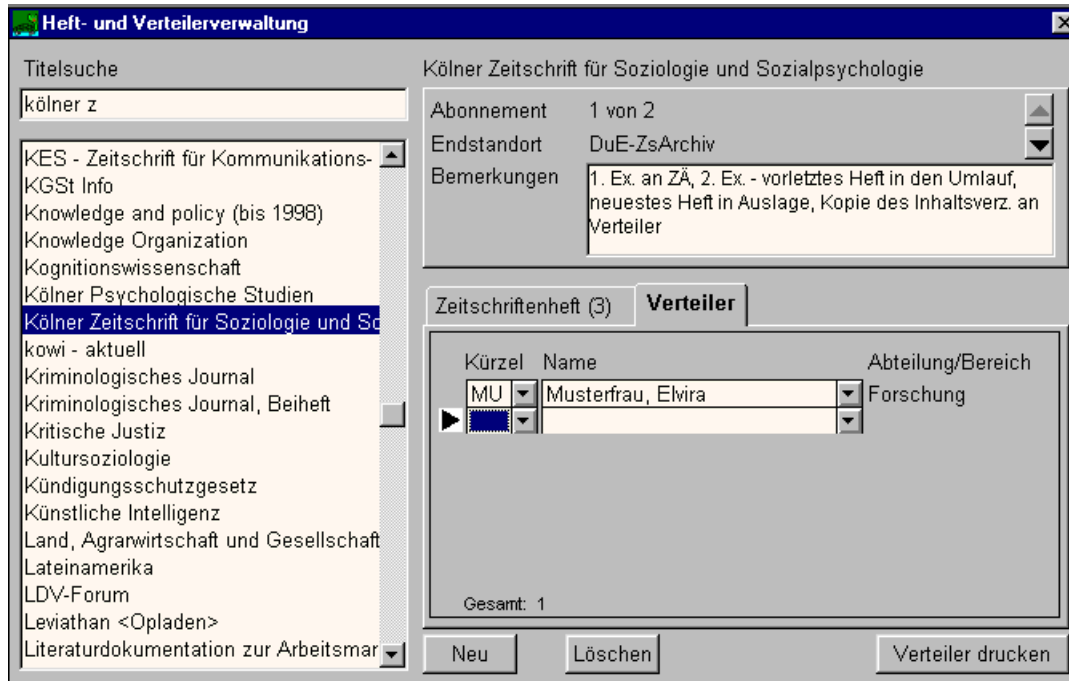 Heft- und Verteilerverwaltung
Titelsuche
kölner z
KES - Zeitschrift für Kommunikations-
KGSt Info
Knowledge and policy (bis 1998)
Knowledge Organization
Kognitionswissenschaft
Kölner Psychologische Studien
Kölner Zeitschrift für Soziologie und So
kowi - aktuell
Kriminologisches Journal
Kriminologisches Journal, Beiheft
Kritische Justiz
Kultursoziologie
Kündigungsschutzgesetz
Künstliche Intelligenz
Land, Agrarwirtschaft und Gesellschaft
Lateinamerika
LDV-Forum
Leviathan <Opladen>
Literaturdokumentation zur Arbeitsmar
Kölner Zeitschrift für Soziologie und Sozialpsychologie
Abonnement 1 von 2
Endstandort DuE-ZsArchiv
Bemerkungen 1. Ex. an ZÄ, 2. Ex. - vorletztes Heft in den Umlauf,
neuestes Heft in Auslage, Kopie des Inhaltsverz. an
Verteiler
Zeitschriftenheft (3) Verteiler
Kürzel Name Abteilung/Bereich
MU Musterfrau, Elvira Forschung
Gesamt: 1
Neu Löschen Verteiler drucken